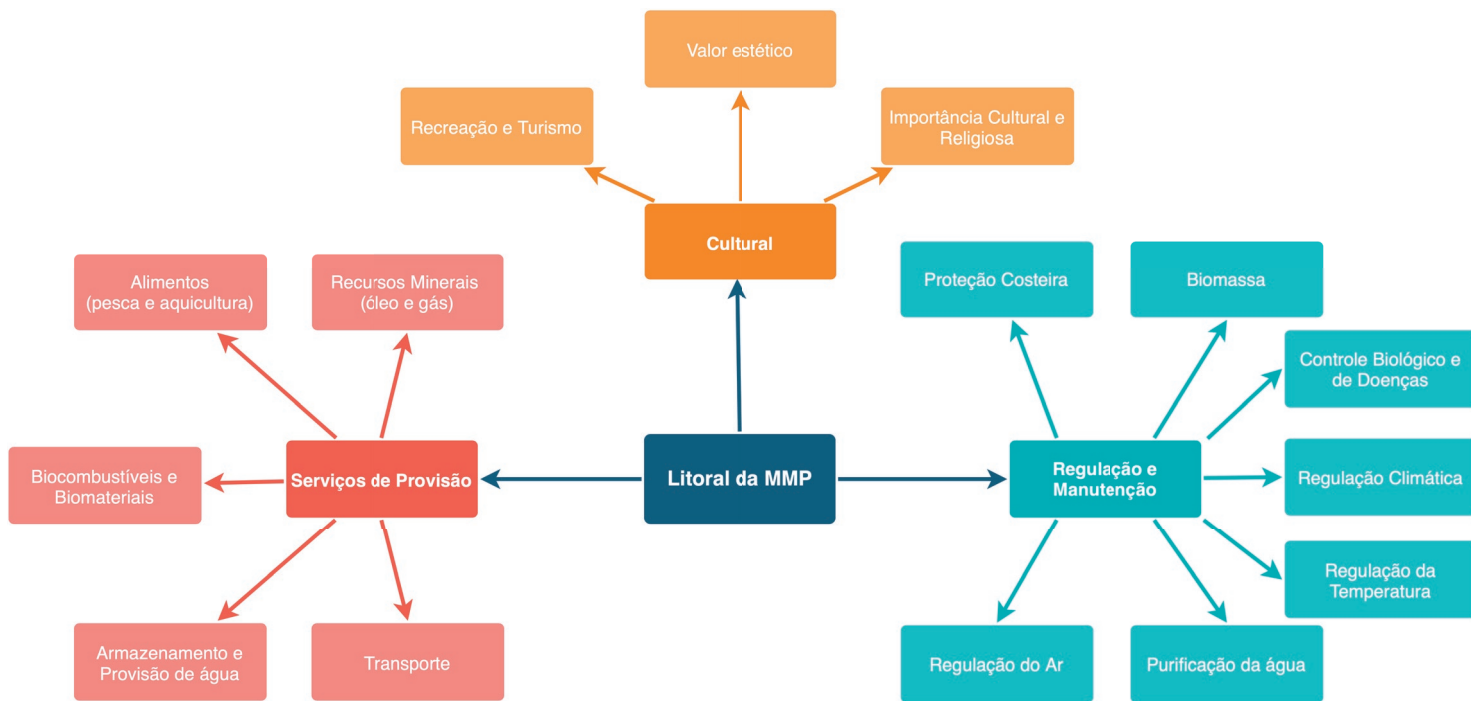 Valor estético
Recreação e Turismo
Importância Cultural e
Religiosa
Cultural
Alimentos
(pesca e aquicultura)
Recursos Minerais
(óleo e gás)
Proteção Costeira
Biomassa
Controle Biológico e
de Doenças
Biocombustíveis e
Biomateriais
Serviços de Provisão
Litoral da MMP
Regulação e
Manutenção
Regulação Climática
Regulação da
Temperatura
Armazenamento e
Provisão de água
Transporte
Regulação do Ar
Purificação da água